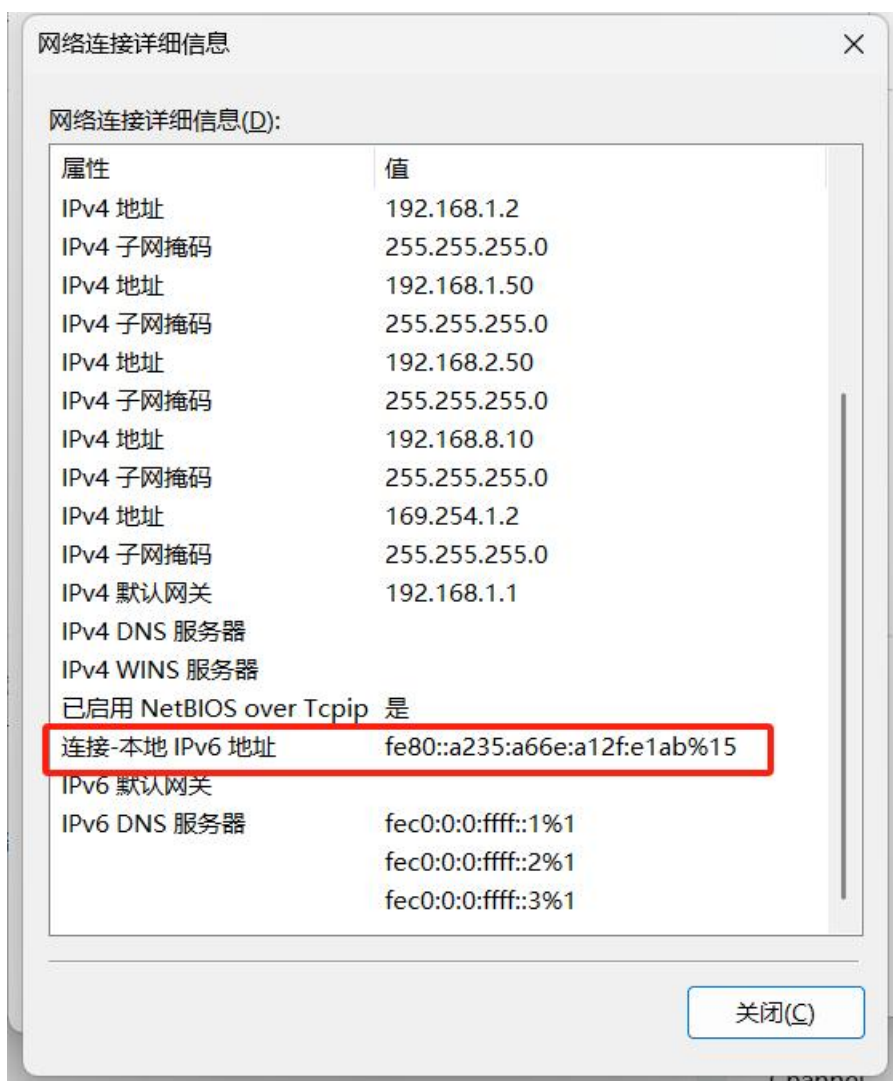 网络连接详细信息
网络连接详细信息(D):
属性 值
IPv4 地址 192.168.1.2
IPv4 子网掩码 255.255.255.0
IPv4 地址 192.168.1.50
IPv4 子网掩码 255.255.255.0
IPv4 地址 192.168.2.50
IPv4 子网掩码 255.255.255.0
IPv4 地址 192.168.8.10
IPv4 子网掩码 255.255.255.0
IPv4 地址 169.254.1.2
IPv4 子网掩码 255.255.255.0
IPv4 默认网关 192.168.1.1
IPv4 DNS 服务器
IPv4 WINS 服务器
已启用 NetBIOS over Tcpip 是
连接-本地 IPv6 地址 fe80::a235:a66e:a12f:e1ab%15
IPv6 默认网关
IPv6 DNS 服务器 fec0:0:0:ffff::1%1
fec0:0:0:ffff::2%1
fec0:0:0:ffff::3%1
关闭(C)